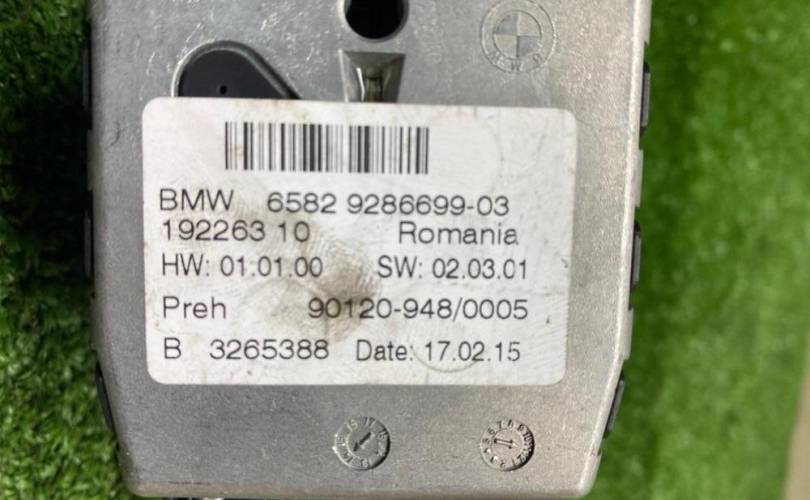 BMW 6582 9286699-03
192263 10 Romania
HW: 01.01.00 SW: 02.03.01
Preh 90120-948/0005
B 3265388 Date: 17.02.15